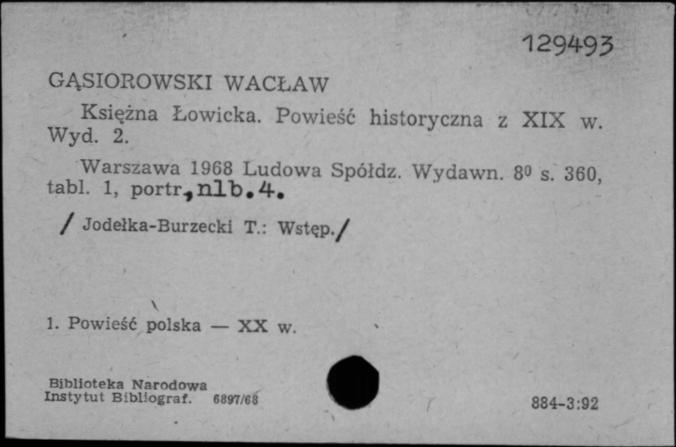 129493
GĄSIOROWSKI WACŁAW
Księżna Łowicka. Powieść historyczna z XIX w.
Wyd. 2.
Warszawa 1968 Ludowa Spółdz. Wydawn. 8⁰ s. 360,
tabl. 1, portr, nlb. 4.
/ Jodełka-Burzecki T.: Wstęp./
1. Powieść polska — XX w.
Biblioteka Narodowa
Instytut Bibliograf. 6897/68
884-3:92